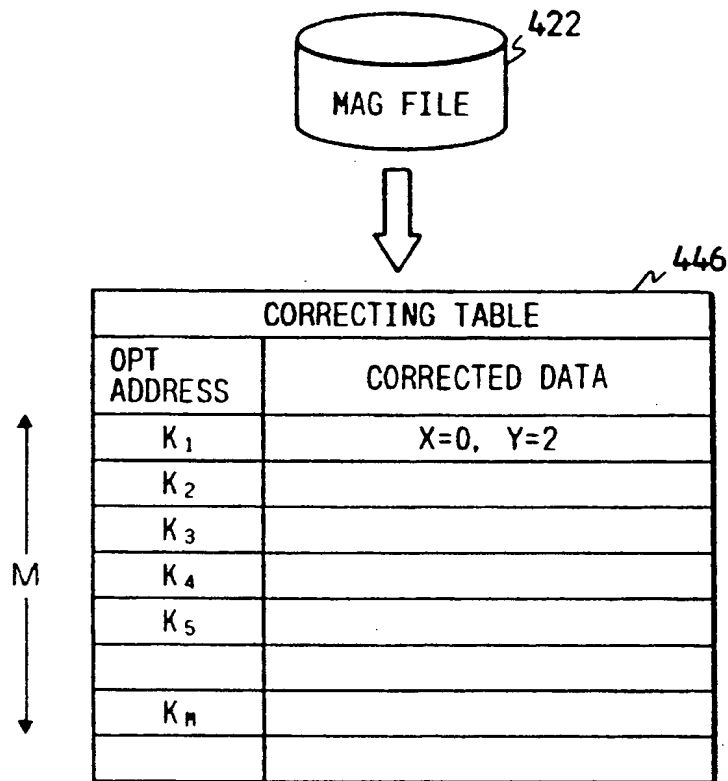 422
MAG FILE
446
CORRECTING TABLE
OPT ADDRESS
CORRECTED DATA
K₁ X=0, Y=2
K₂
K₃
M
K₄
K₅
Kₘ